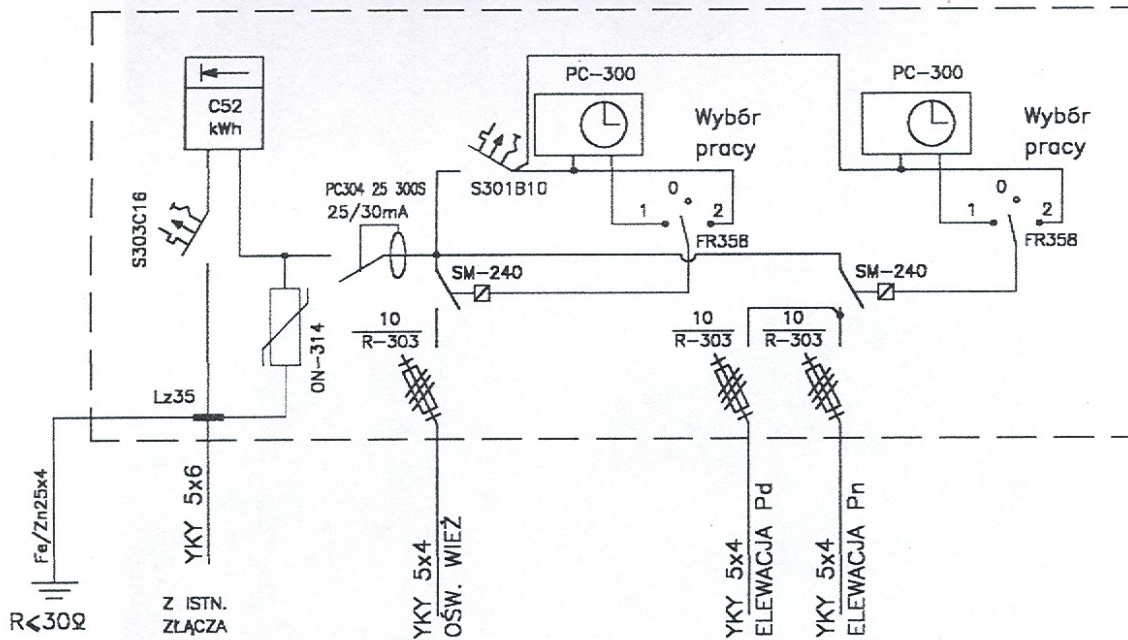 C52
kWh
S303C16
PC304 25 300S
25/30mA
S301B10
PC-300
Wybór
pracy
0
1
2
FR35B
PC-300
Wybór
pracy
0
1
2
FR35B
SM-240
SM-240
ON-314
10
R-303
10
R-303
10
R-303
Lz35
Fe/Zn25x4
R<30Ω
YKY 5x6
Z ISTN.
ZŁĄCZA
YKY 5x4
OŚW. WIEŻ
YKY 5x4
ELEWACJA Pd
YKY 5x4
ELEWACJA Pn